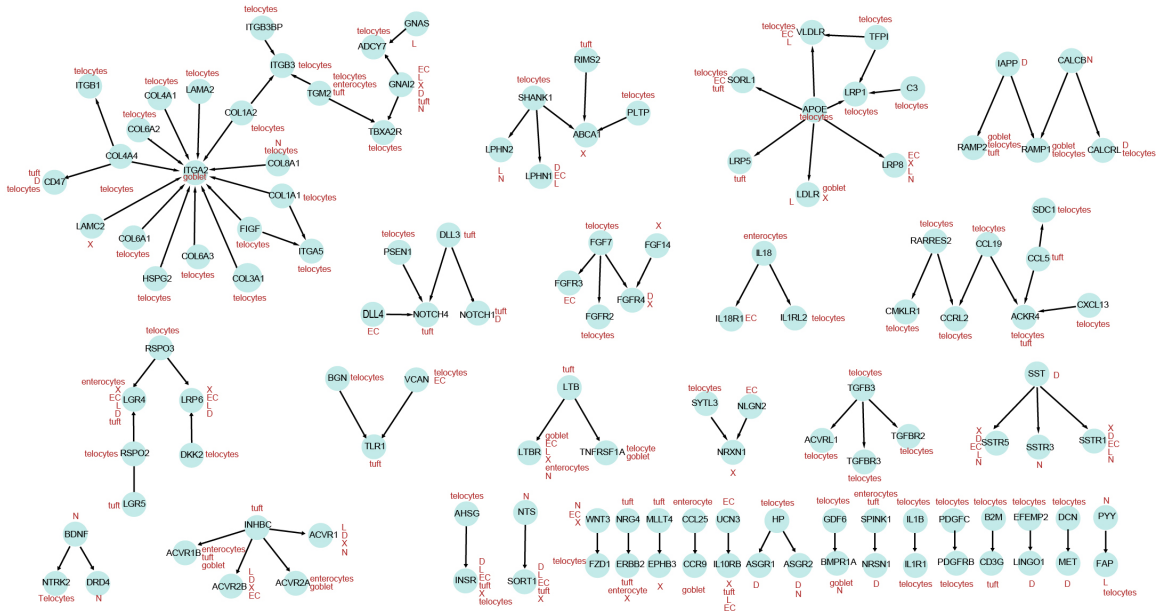 telocytes
ITGB3BP
telocytes
ADCY7
GNAS
L
ITGB3
telocytes
TGM2
telocytes
enterocytes
tuft
GNAI2
EC
L
X
D
tuft
N
TBXA2R
telocytes
telocytes
ITGB1
telocytes
COL4A1
telocytes
LAMA2
COL1A2
telocytes
telocytes
COL6A2
COL4A4
tuft
D
telocytes
CD47
telocytes
ITGA2
goblet
N
telocytes
COL8A1
COL1A1
telocytes
LAMC2
X
COL6A1
telocytes
FIGF
telocytes
ITGA5
telocytes
HSPG2
telocytes
COL6A3
telocytes
COL3A1
telocytes
tuft
RIMS2
telocytes
SHANK1
telocytes
PLTP
LPHN2
L N
LPHN1
D
EC
L
ABCA1
X
telocytes
EC
L
VLDLR
telocytes
TFPI
telocytes
EC
tuft
SORL1
APOE
telocytes
LRP1
C3
telocytes
LRP5
tuft
LDLR
goblet
X
L
LRP8
EC
X
L
N
IAPP D
CALCB N
RAMP2
goblet
telocytes
tuft
RAMP1
goblet
telocytes
CALCRL
D
telocytes
telocytes
PSEN1
DLL3 tuft
DLL4
EC
NOTCH4
tuft
NOTCH1
tuft
D
telocytes
FGF7
X
FGF14
FGFR3
EC
FGFR2
telocytes
FGFR4
D
X
enterocytes
IL18
IL18R1 EC
IL1RL2 telocytes
SDC1 telocytes
telocytes
RARRES2
telocytes
CCL19
CCL5 tuft
CMKLR1
telocytes
CCRL2
telocytes
ACKR4
telocytes
tuft
CXCL13
telocytes
telocytes
RSPO3
enterocytes
X
EC
L
D
tuft
LGR4
LRP6
X
EC
L
D
telocytes RSPO2
DKK2 telocytes
tuft LGR5
BGN telocytes
VCAN
telocytes
EC
TLR1
tuft
tuft
LTB
LTBR
goblet
EC
L
X
enterocytes
N
TNFRSF1A
telocyte
goblet
telocytes
SYTL3
EC
NLGN2
NRXN1
X
telocytes
TGFB3
ACVRL1
telocytes
TGFBR3
telocytes
TGFBR2
telocytes
SST D
X
D
EC
L
N
SSTR5
SSTR3
N
SSTR1
X
D
EC
L
N
N
BDNF
NTRK2
Telocytes
DRD4
N
tuft
INHBC
ACVR1B
enterocytes
tuft
goblet
ACVR2B
L
D
X
EC
ACVR2A
enterocytes
goblet
ACVR1
L
D
X
N
telocytes
AHSG
INSR
D
L
EC
tuft
X
telocytes
N
NTS
SORT1
D
L
EC
tuft
X
N
EC
X
WNT3
telocytes FZD1
tuft
NRG4
ERBB2
tuft
enterocyte
tuft
MLLT4
EPHB3
X
X
enterocyte
CCL25
CCR9
goblet
EC
UCN3
IL10RB
X
tuft
L
EC
telocytes
HP
ASGR1
D
ASGR2
D
N
telocytes
GDF6
BMPR1A
goblet
N
enterocytes
tuft
SPINK1
NRSN1
D
telocytes
IL1B
IL1R1
telocytes
telocytes
PDGFC
PDGFRB
telocytes
telocytes
B2M
CD3G
tuft
telocytes
EFEMP2
LINGO1
D
telocytes
DCN
MET
D
N
PYY
FAP
L
telocytes